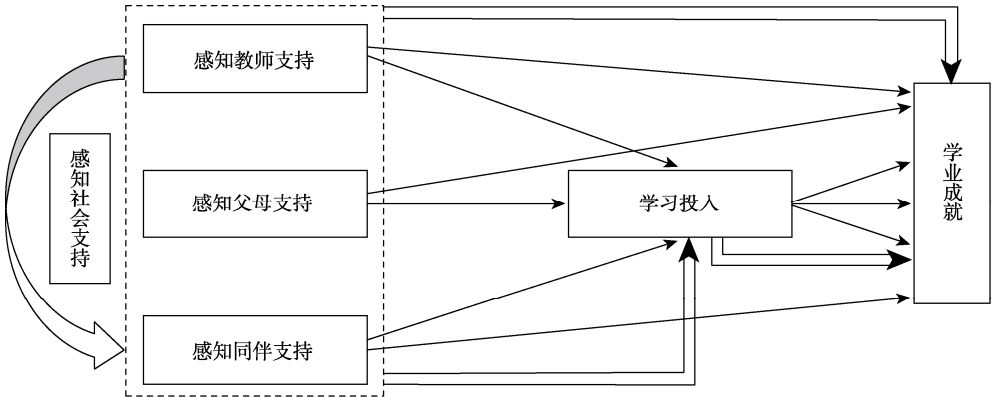 感知教师支持
感知社会支持
感知父母支持
学习投入
学业成就
感知同伴支持